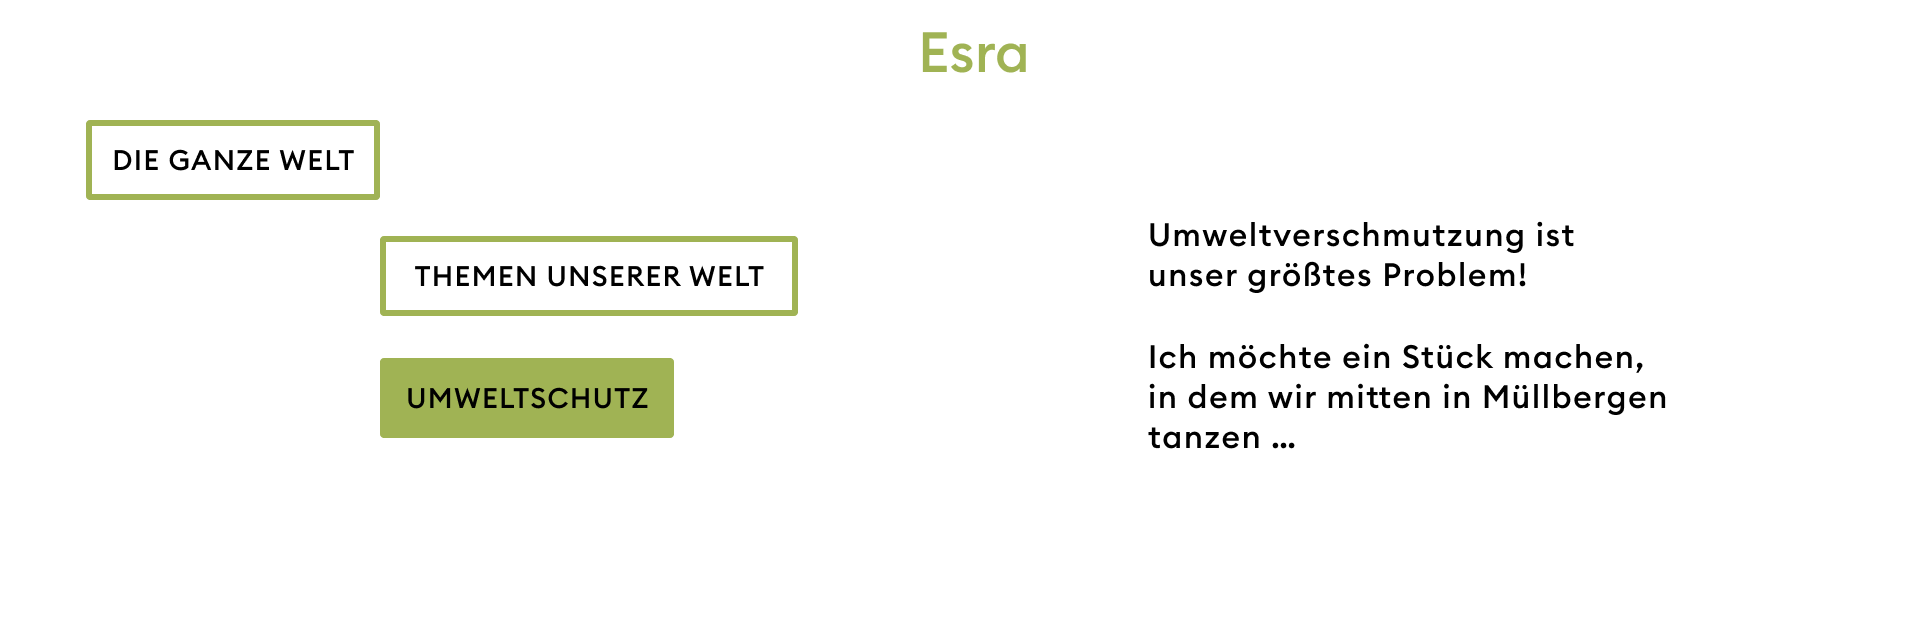 Esra
DIE GANZE WELT
THEMEN UNSERER WELT
UMWELTSCHUTZ
Umweltverschmutzung ist
unser größtes Problem!
Ich möchte ein Stück machen,
in dem wir mitten in Müllbergen
tanzen ...